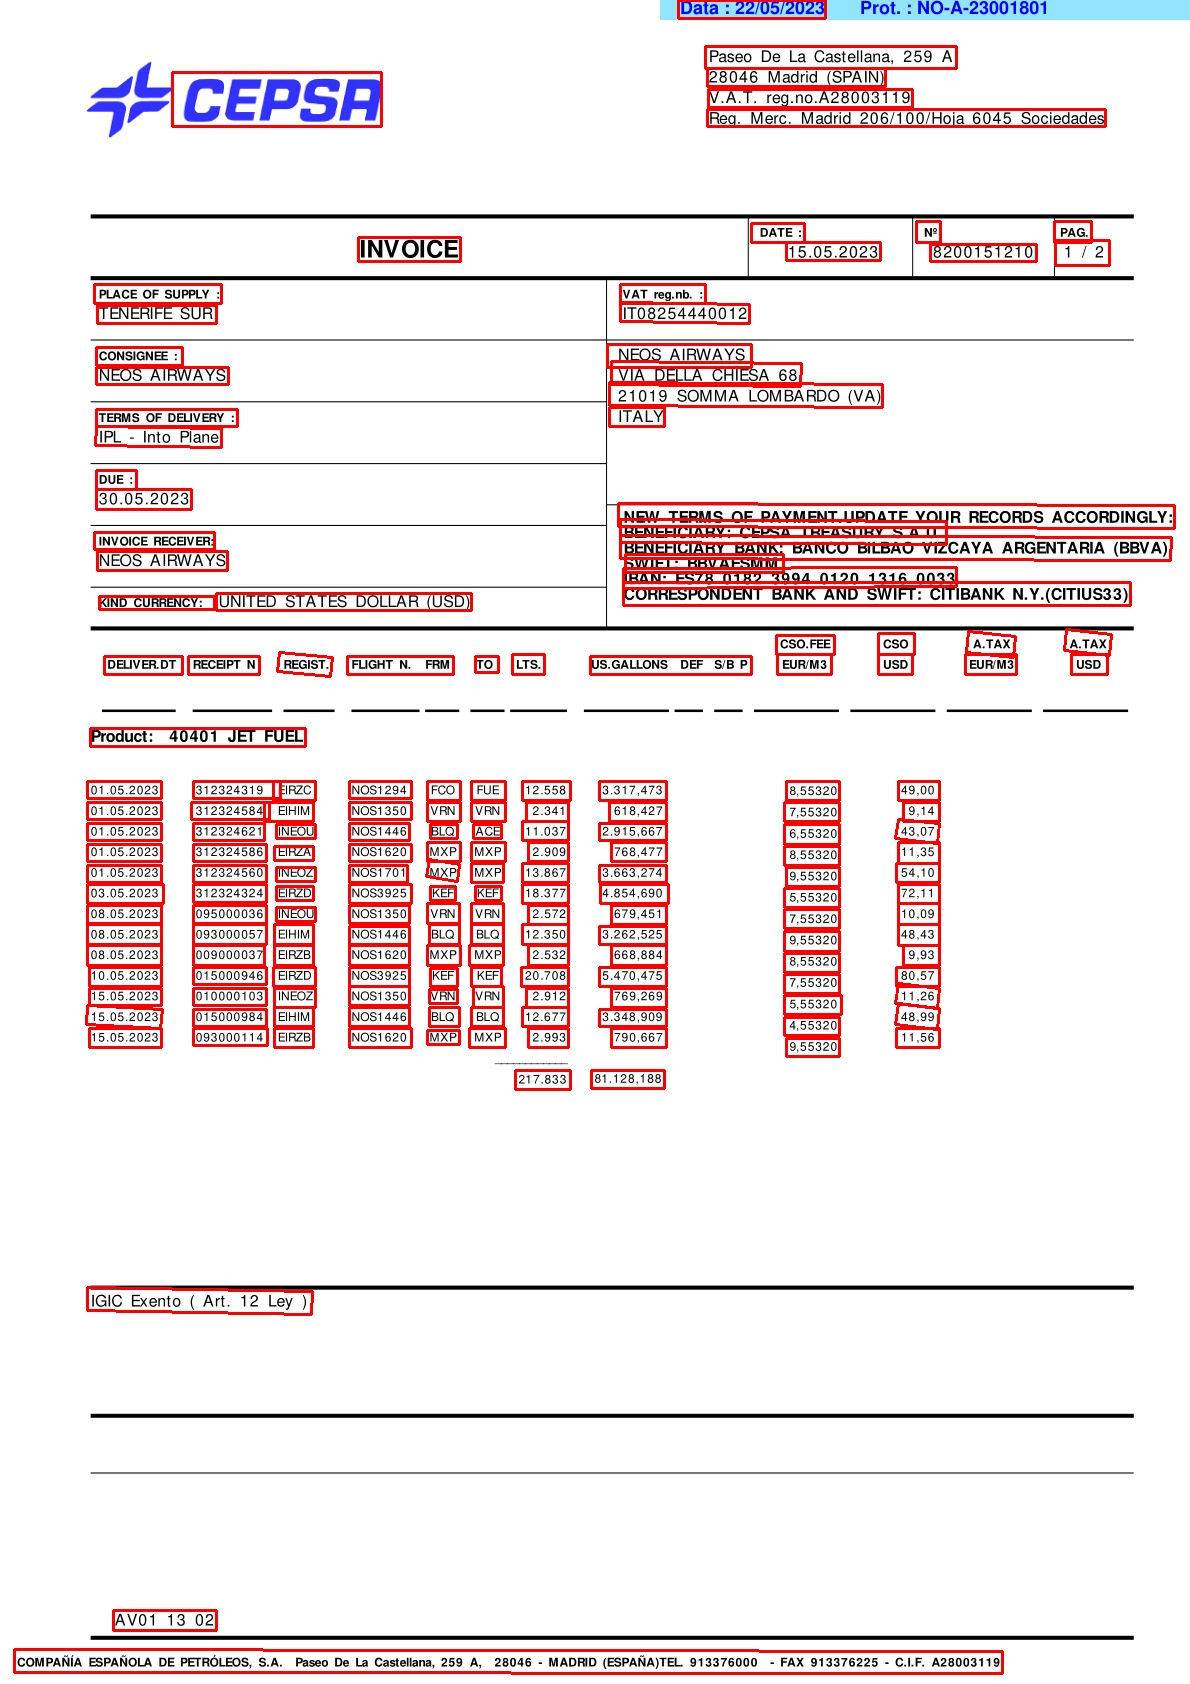 Data : 22/05/2023 Prot. : NO-A-23001801
CEPSA
Paseo De La Castellana, 259 A
28046 Madrid (SPAIN)
V.A.T. reg.no.A28003119
Reg. Merc. Madrid 206/100/Hoja 6045 Sociedades
INVOICE
DATE : Nº PAG.
15.05.2023 8200151210 1 / 2
PLACE OF SUPPLY :
TENERIFE SUR
VAT reg.nb. :
IT08254440012
CONSIGNEE :
NEOS AIRWAYS
NEOS AIRWAYS
VIA DELLA CHIESA 68
21019 SOMMA LOMBARDO (VA)
ITALY
TERMS OF DELIVERY :
IPL - Into Plane
DUE :
30.05.2023
INVOICE RECEIVER:
NEOS AIRWAYS
KIND CURRENCY: UNITED STATES DOLLAR (USD)
NEW TERMS OF PAYMENT.UPDATE YOUR RECORDS ACCORDINGLY:
BENEFICIARY: CEPSA TREASURY S.A.U.
BENEFICIARY BANK: BANCO BILBAO VIZCAYA ARGENTARIA (BBVA)
SWIFT: BBVAESMM
IBAN: ES78 0182 3994 0120 1316 0033
CORRESPONDENT BANK AND SWIFT: CITIBANK N.Y.(CITIUS33)
CSO.FEE CSO A.TAX A.TAX
DELIVER.DT RECEIPT N REGIST. FLIGHT N. FRM TO LTS. US.GALLONS DEF S/B P EUR/M3 USD EUR/M3 USD
Product: 40401 JET FUEL
01.05.2023 312324319 EIRZC NOS1294 FCO FUE 12.558 3.317,473 8,55320 49,00
01.05.2023 312324584 EIHIM NOS1350 VRN VRN 2.341 618,427 7,55320 9,14
01.05.2023 312324621 INEOU NOS1446 BLQ ACE 11.037 2.915,667 6,55320 43,07
01.05.2023 312324586 EIRZA NOS1620 MXP MXP 2.909 768,477 8,55320 11,35
01.05.2023 312324560 INEOZ NOS1701 MXP MXP 13.867 3.663,274 9,55320 54,10
03.05.2023 312324324 EIRZD NOS3925 KEF KEF 18.377 4.854,690 5,55320 72,11
08.05.2023 095000036 INEOU NOS1350 VRN VRN 2.572 679,451 7,55320 10,09
08.05.2023 093000057 EIHIM NOS1446 BLQ BLQ 12.350 3.262,525 9,55320 48,43
08.05.2023 009000037 EIRZB NOS1620 MXP MXP 2.532 668,884 8,55320 9,93
10.05.2023 015000946 EIRZD NOS3925 KEF KEF 20.708 5.470,475 7,55320 80,57
15.05.2023 010000103 INEOZ NOS1350 VRN VRN 2.912 769,269 5,55320 11,26
15.05.2023 015000984 EIHIM NOS1446 BLQ BLQ 12.677 3.348,909 4,55320 48,99
15.05.2023 093000114 EIRZB NOS1620 MXP MXP 2.993 790,667 9,55320 11,56
217.833 81.128,188
IGIC Exento ( Art. 12 Ley )
AV01 13 02
COMPAÑÍA ESPAÑOLA DE PETRÓLEOS, S.A. Paseo De La Castellana, 259 A, 28046 - MADRID (ESPAÑA)TEL. 913376000 - FAX 913376225 - C.I.F. A28003119